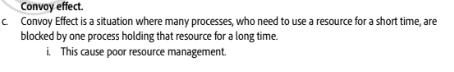 Convoy effect.
c. Convoy Effect is a situation where many processes, who need to use a resource for a short time, are
blocked by one process holding that resource for a long time.
i. This cause poor resource management.